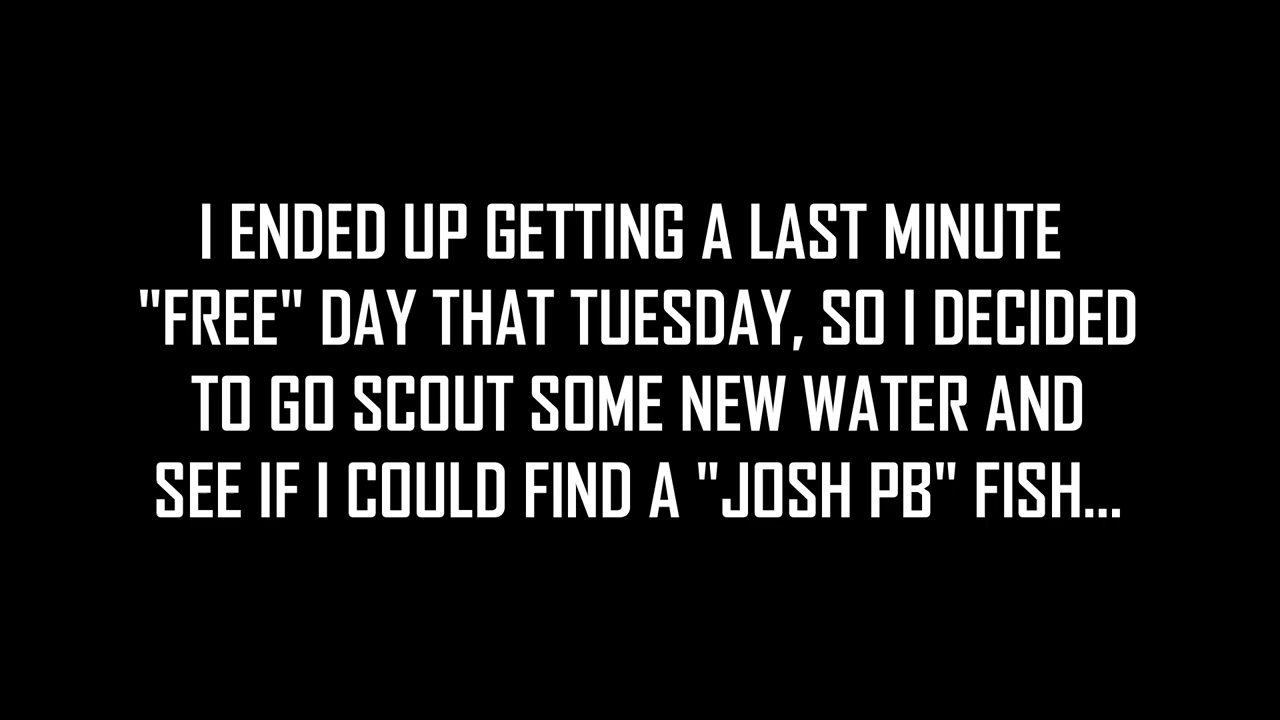 I ENDED UP GETTING A LAST MINUTE
"FREE" DAY THAT TUESDAY, SO I DECIDED
TO GO SCOUT SOME NEW WATER AND
SEE IF I COULD FIND A "JOSH PB" FISH...